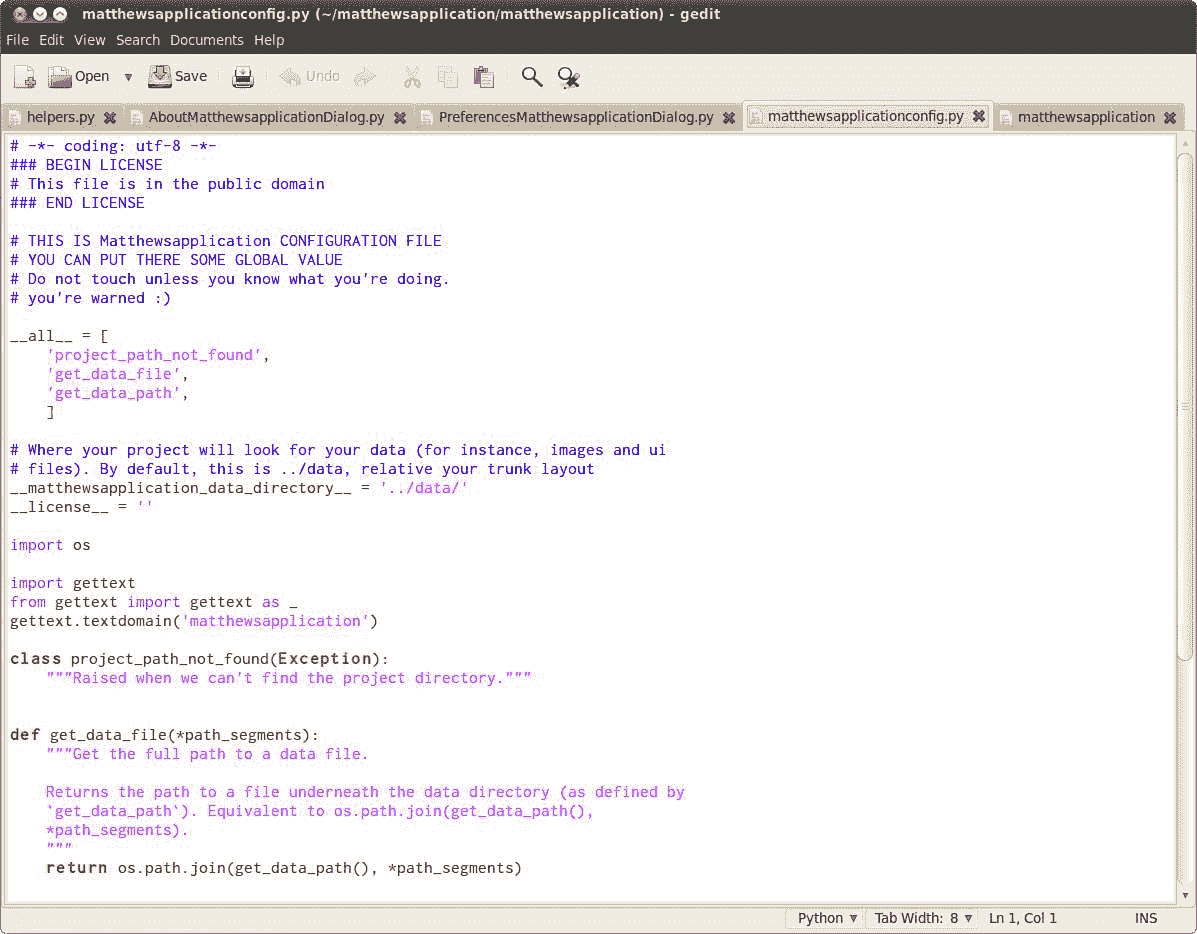 matthewsapplicationconfig.py (~/matthewsapplication/matthewsapplication) - gedit
File Edit View Search Documents Help
Open Save Undo
helpers.py AboutMatthewsapplicationDialog.py PreferencesMatthewsapplicationDialog.py matthewsapplicationconfig.py matthewsapplication
# -*- coding: utf-8 -*-
### BEGIN LICENSE
# This file is in the public domain
### END LICENSE
# THIS IS Matthewsapplication CONFIGURATION FILE
# YOU CAN PUT THERE SOME GLOBAL VALUE
# Do not touch unless you know what you're doing.
# you're warned :)
__all__ = [
    'project_path_not_found',
    'get_data_file',
    'get_data_path',
    ]
# Where your project will look for your data (for instance, images and ui
# files). By default, this is ../data, relative your trunk layout
__matthewsapplication_data_directory__ = '../data/'
__license__ = ''
import os
import gettext
from gettext import gettext as _
gettext.textdomain('matthewsapplication')
class project_path_not_found(Exception):
    """Raised when we can't find the project directory."""
def get_data_file(*path_segments):
    """Get the full path to a data file.
    Returns the path to a file underneath the data directory (as defined by
    `get_data_path`). Equivalent to os.path.join(get_data_path(),
    *path_segments).
    """
    return os.path.join(get_data_path(), *path_segments)
Python Tab Width: 8 Ln 1, Col 1 INS